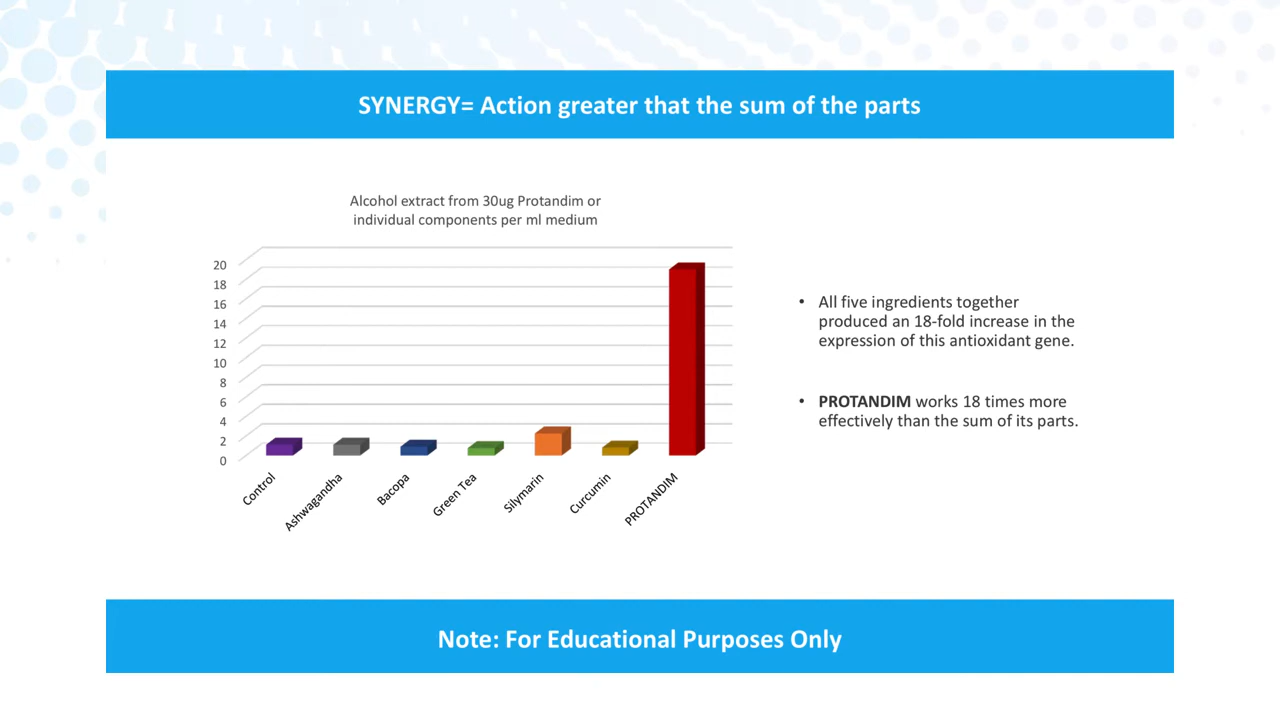 SYNERGY= Action greater that the sum of the parts
Alcohol extract from 30ug Protandim or
individual components per ml medium
20
18
16
14
12
10
8
6
4
2
0
Control
Ashwagandha
Bacopa
Green Tea
Silymarin
Curcumin
PROTANDIM
• All five ingredients together
produced an 18-fold increase in the
expression of this antioxidant gene.
• PROTANDIM works 18 times more
effectively than the sum of its parts.
Note: For Educational Purposes Only